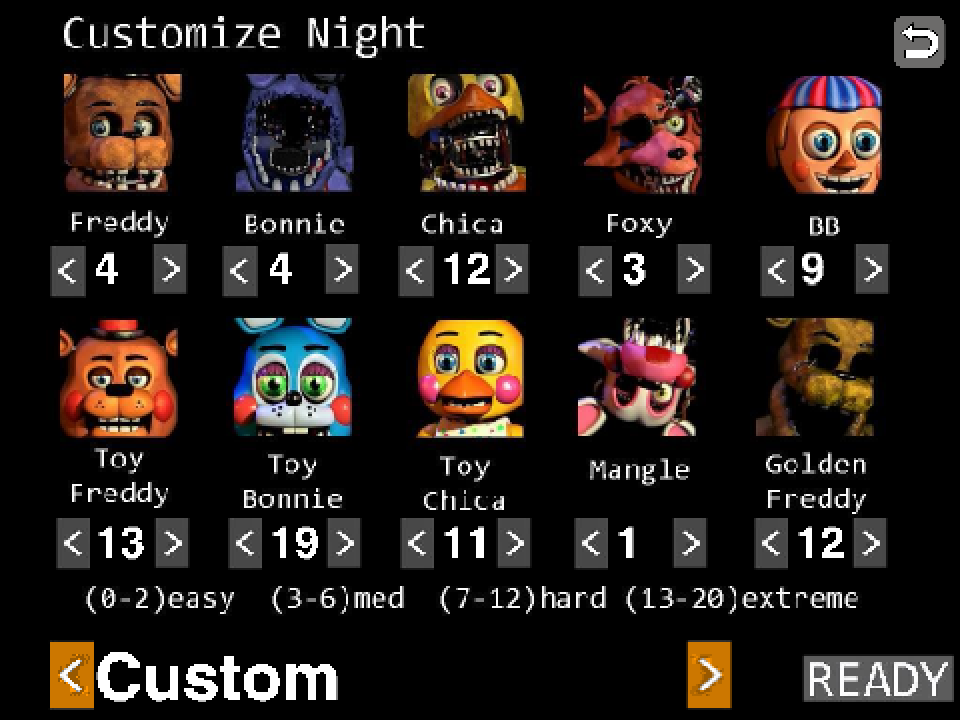 Customize Night
Freddy Bonnie Chica Foxy BB
< 4 > < 4 > < 12 > < 3 > < 9 >
Toy Toy Toy Mangle Golden
Freddy Bonnie Chica Freddy
< 13 > < 19 > < 11 > < 1 > < 12 >
(0-2)easy (3-6)med (7-12)hard (13-20)extreme
< Custom > READY